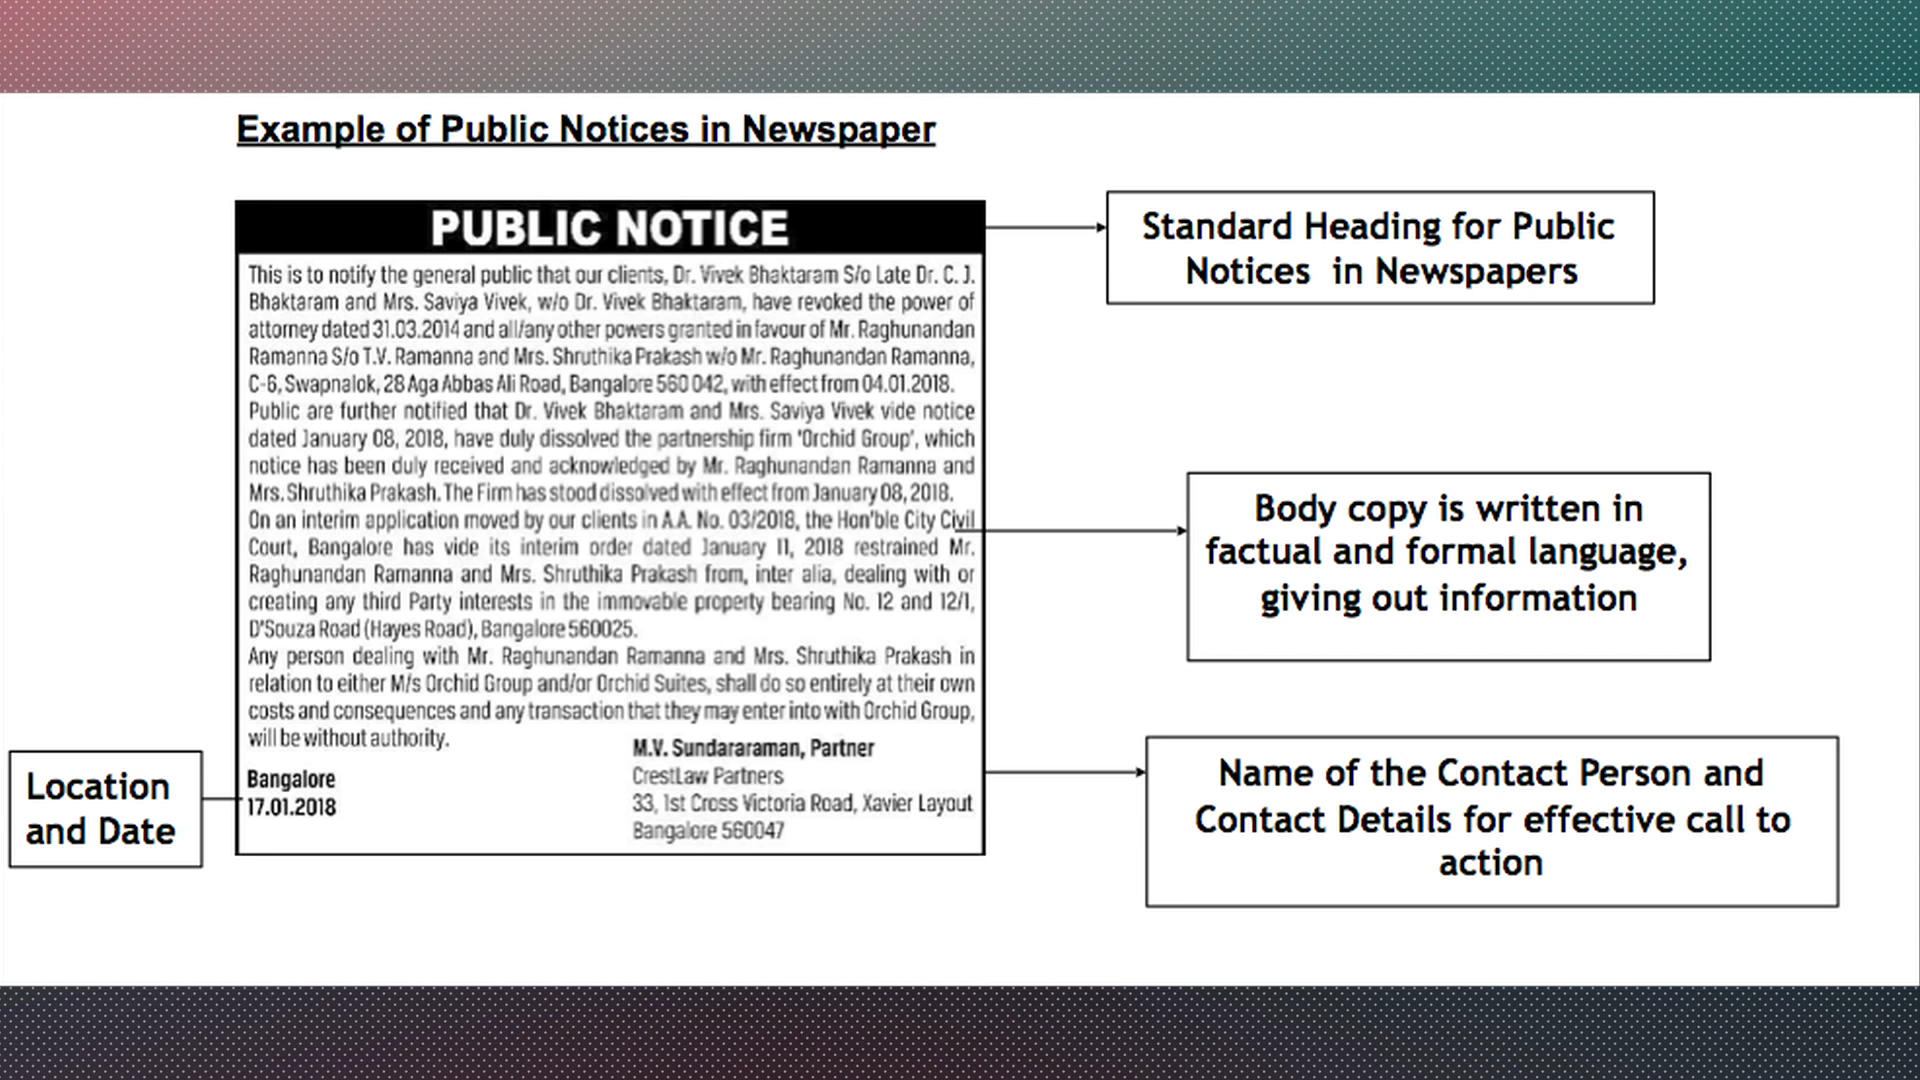 Example of Public Notices in Newspaper
PUBLIC NOTICE
This is to notify the general public that our clients, Dr. Vivek Bhaktaram S/o Late Dr. C. J.
Bhaktaram and Mrs. Saviya Vivek, w/o Dr. Vivek Bhaktaram, have revoked the power of
attorney dated 31.03.2014 and all/any other powers granted in favour of Mr. Raghunandan
Ramanna S/o T.V. Ramanna and Mrs. Shruthika Prakash w/o Mr. Raghunandan Ramanna,
C-6, Swapnalok, 28 Aga Abbas Ali Road, Bangalore 560 042, with effect from 04.01.2018.
Public are further notified that Dr. Vivek Bhaktaram and Mrs. Saviya Vivek vide notice
dated January 08, 2018, have duly dissolved the partnership firm 'Orchid Group', which
notice has been duly received and acknowledged by Mr. Raghunandan Ramanna and
Mrs. Shruthika Prakash. The Firm has stood dissolved with effect from January 08, 2018.
On an interim application moved by our clients in A.A. No. 03/2018, the Hon'ble City Civil
Court, Bangalore has vide its interim order dated January 11, 2018 restrained Mr.
Raghunandan Ramanna and Mrs. Shruthika Prakash from, inter alia, dealing with or
creating any third Party interests in the immovable property bearing No. 12 and 12/1,
D'Souza Road (Hayes Road), Bangalore 560025.
Any person dealing with Mr. Raghunandan Ramanna and Mrs. Shruthika Prakash in
relation to either M/s Orchid Group and/or Orchid Suites, shall do so entirely at their own
costs and consequences and any transaction that they may enter into with Orchid Group,
will be without authority.
M.V. Sundararaman, Partner
CrestLaw Partners
33, 1st Cross Victoria Road, Xavier Layout
Bangalore 560047
Bangalore
17.01.2018
Location
and Date
Standard Heading for Public
Notices in Newspapers
Body copy is written in
factual and formal language,
giving out information
Name of the Contact Person and
Contact Details for effective call to
action